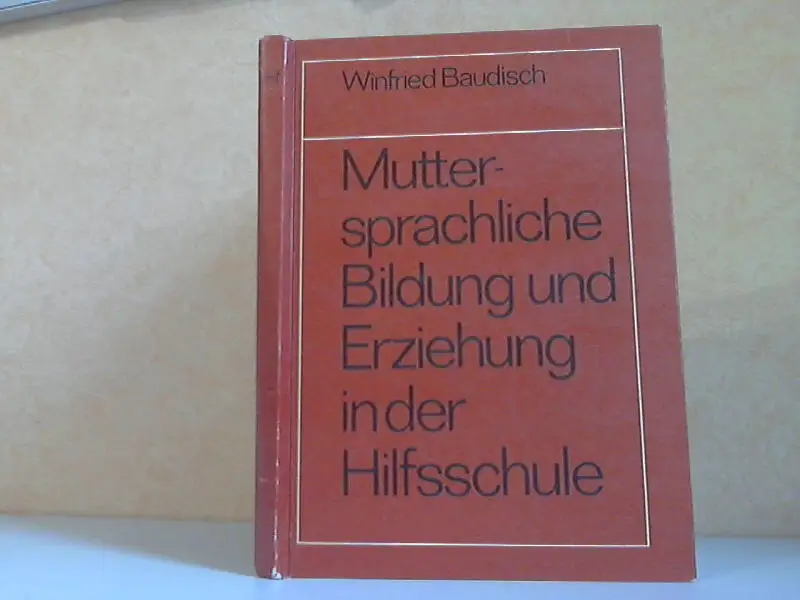 Winfried Baudisch
Mutter-
sprachliche
Bildung und
Erziehung
in der
Hilfsschule